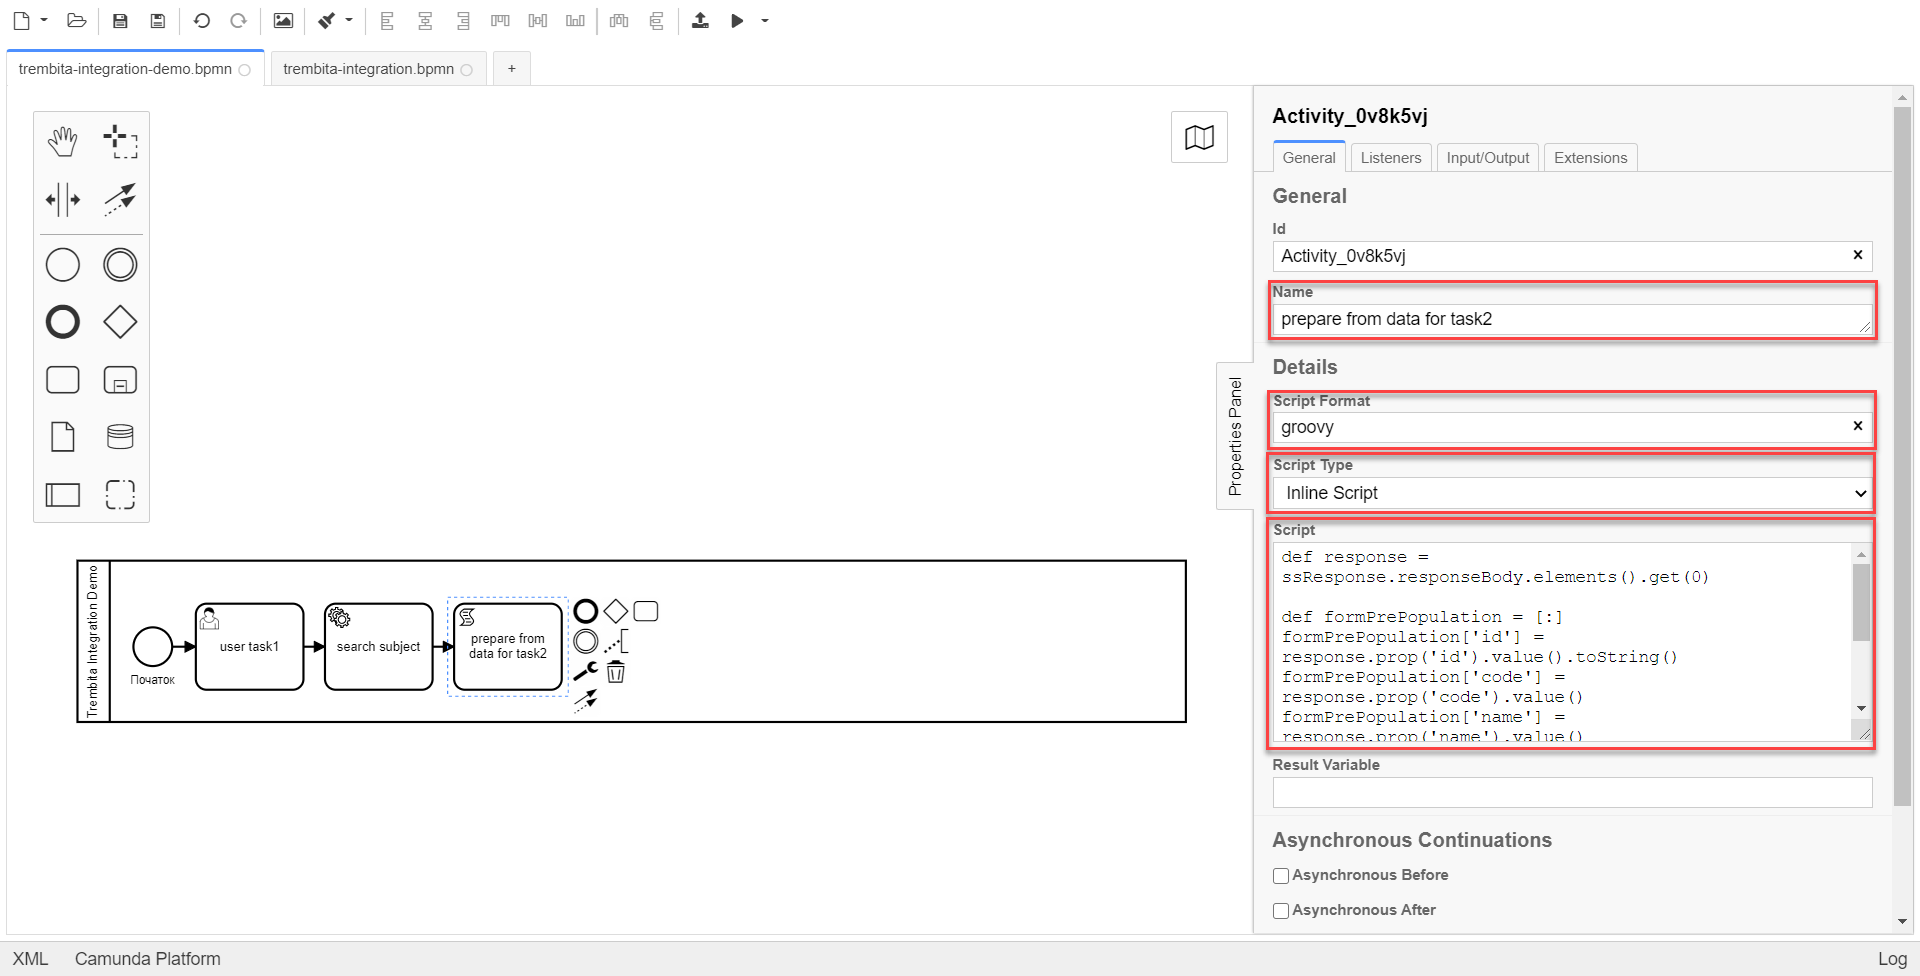 trembita-integration-demo.bpmn
trembita-integration.bpmn
+
Activity_0v8k5vj
General
Listeners
Input/Output
Extensions
General
Id
Activity_0v8k5vj
Name
prepare from data for task2
Details
Script Format
groovy
Script Type
Inline Script
Script
def response =
ssResponse.responseBody.elements().get(0)
def formPrePopulation = [:]
formPrePopulation['id'] =
response.prop('id').value().toString()
formPrePopulation['code'] =
response.prop('code').value()
formPrePopulation['name'] =
response.prop('name').value()
Result Variable
Asynchronous Continuations
Asynchronous Before
Asynchronous After
Properties Panel
Trembita Integration Demo
Початок
user task1
search subject
prepare from
data for task2
XML
Camunda Platform
Log